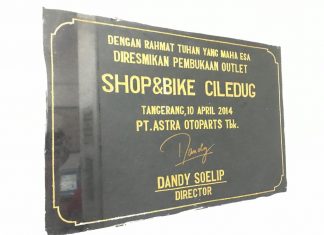 DENGAN RAHMAT TUHAN YANG MAHA ESA
DIRESMIKAN PEMBUKAAN OUTLET
SHOP&BIKE CILEDUG
TANGERANG, 10 APRIL 2014
PT. ASTRA OTOPARTS Tbk.
Dandy
DANDY SOELIP
DIRECTOR